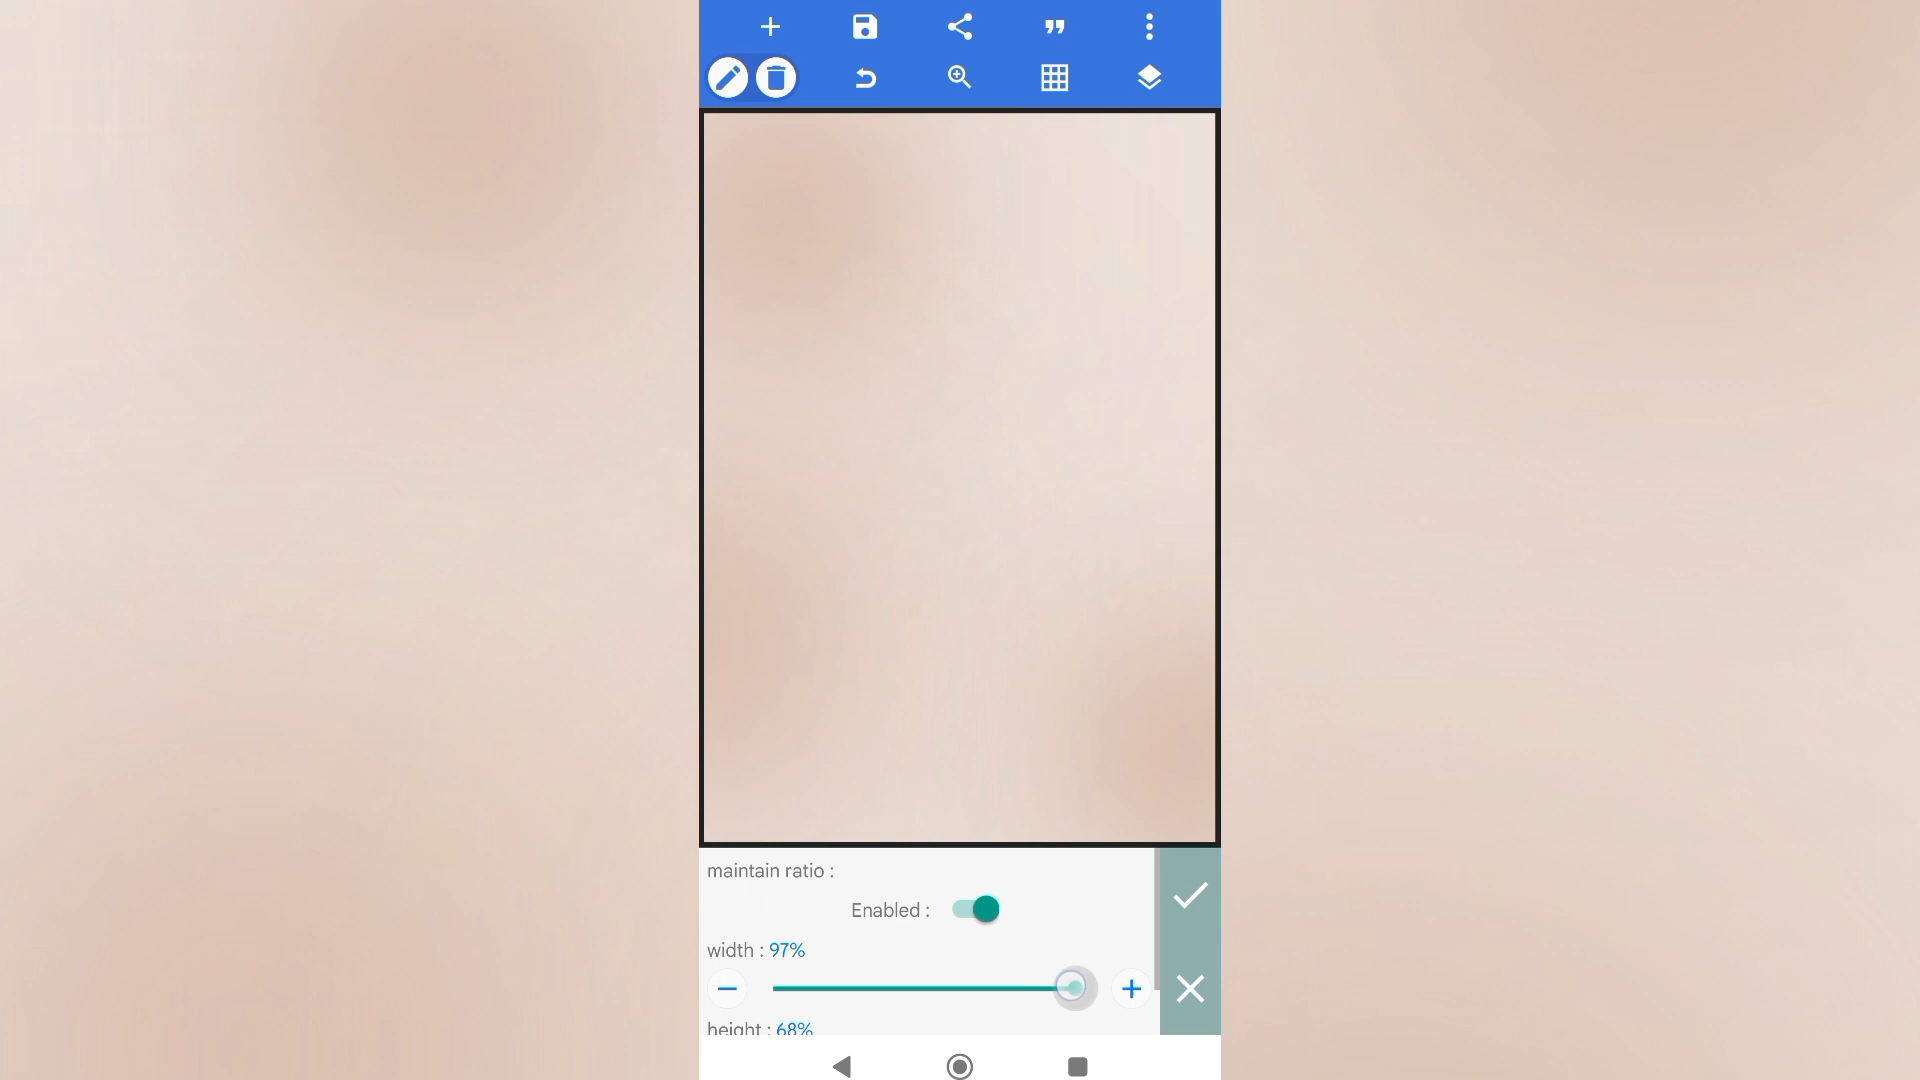 maintain ratio :
Enabled :
width : 97%
height : 68%